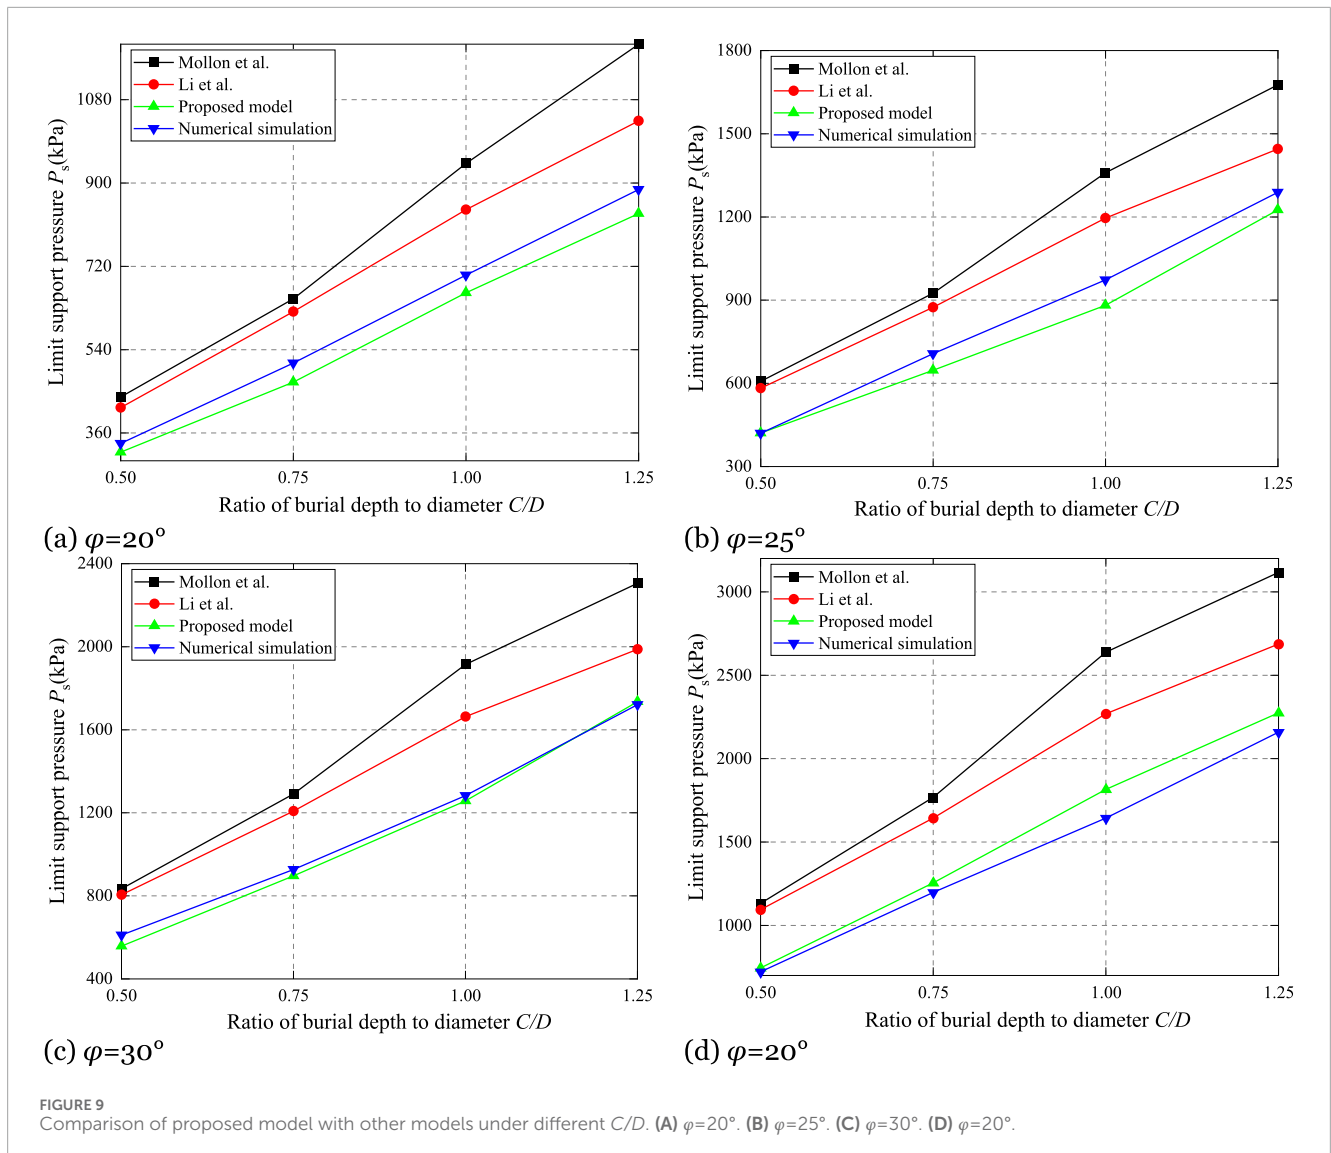 Mollon et al.
Li et al.
Proposed model
Numerical simulation
1080
900
720
540
360
Limit support pressure Ps(kPa)
0.50 0.75 1.00 1.25
Ratio of burial depth to diameter C/D
(a) φ=20°
Mollon et al.
Li et al.
Proposed model
Numerical simulation
1800
1500
1200
900
600
300
Limit support pressure Ps(kPa)
0.50 0.75 1.00 1.25
Ratio of burial depth to diameter C/D
(b) φ=25°
Mollon et al.
Li et al.
Proposed model
Numerical simulation
2400
2000
1600
1200
800
400
Limit support pressure Ps(kPa)
0.50 0.75 1.00 1.25
Ratio of burial depth to diameter C/D
(c) φ=30°
Mollon et al.
Li et al.
Proposed model
Numerical simulation
3000
2500
2000
1500
1000
Limit support pressure Ps(kPa)
0.50 0.75 1.00 1.25
Ratio of burial depth to diameter C/D
(d) φ=20°
FIGURE 9
Comparison of proposed model with other models under different C/D. (A) φ=20°. (B) φ=25°. (C) φ=30°. (D) φ=20°.